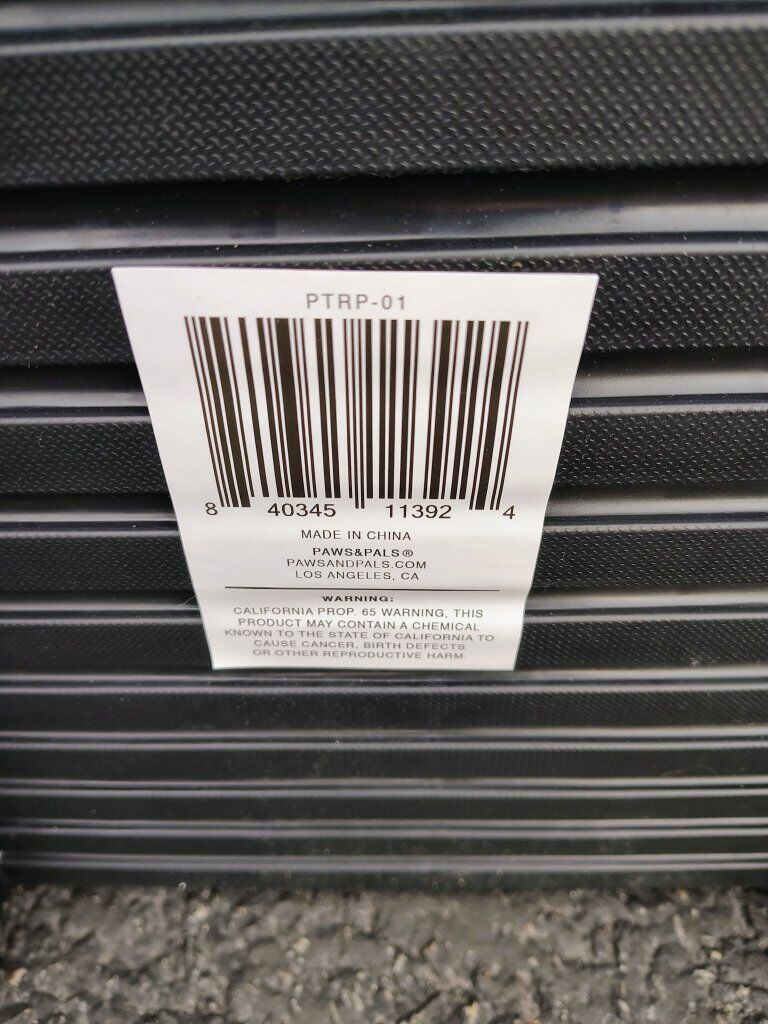 PTRP-01
8 40345 11392 4
MADE IN CHINA
PAWS&PALS®
PAWSANDPALS.COM
LOS ANGELES, CA
WARNING:
CALIFORNIA PROP. 65 WARNING, THIS
PRODUCT MAY CONTAIN A CHEMICAL
KNOWN TO THE STATE OF CALIFORNIA TO
CAUSE CANCER, BIRTH DEFECTS
OR OTHER REPRODUCTIVE HARM.